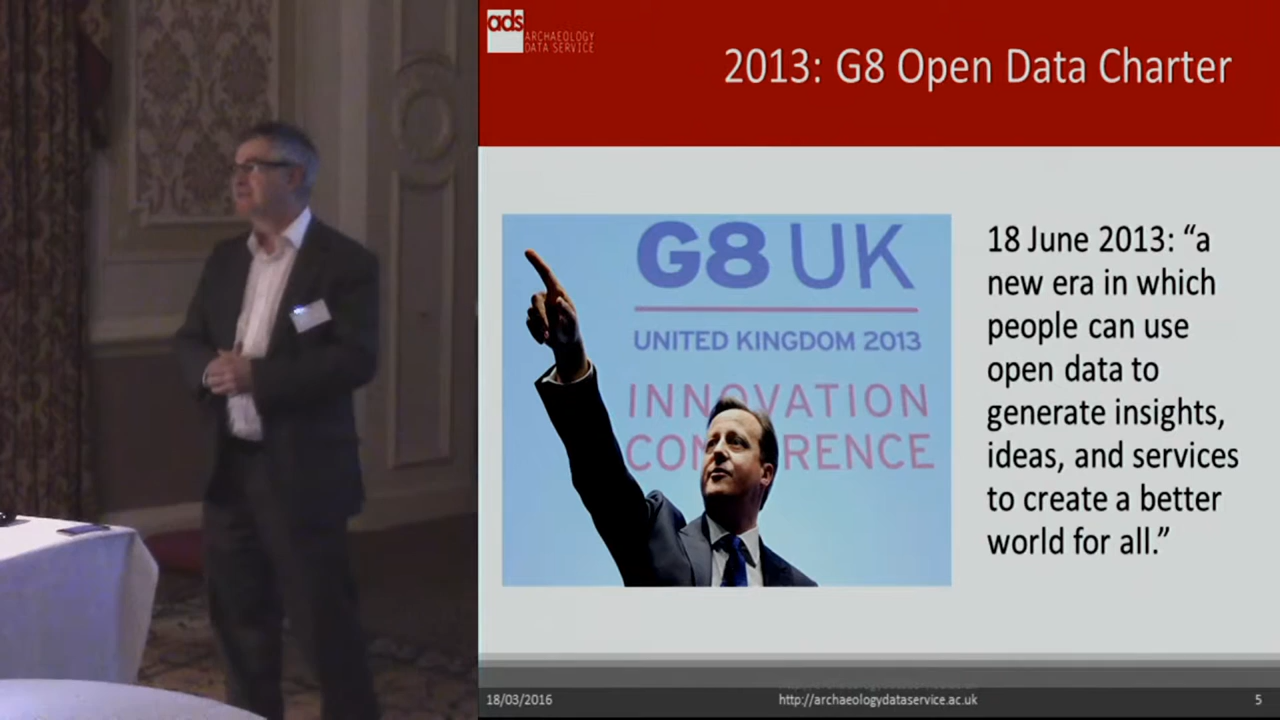 ads
ARCHAEOLOGY
DATA SERVICE
2013: G8 Open Data Charter
G8 UK
UNITED KINGDOM 2013
INNOVATION
18 June 2013: “a
new era in which
people can use
open data to
generate insights,
ideas, and services
to create a better
world for all.”
18/03/2016
http://archaeologydataservice.ac.uk
5